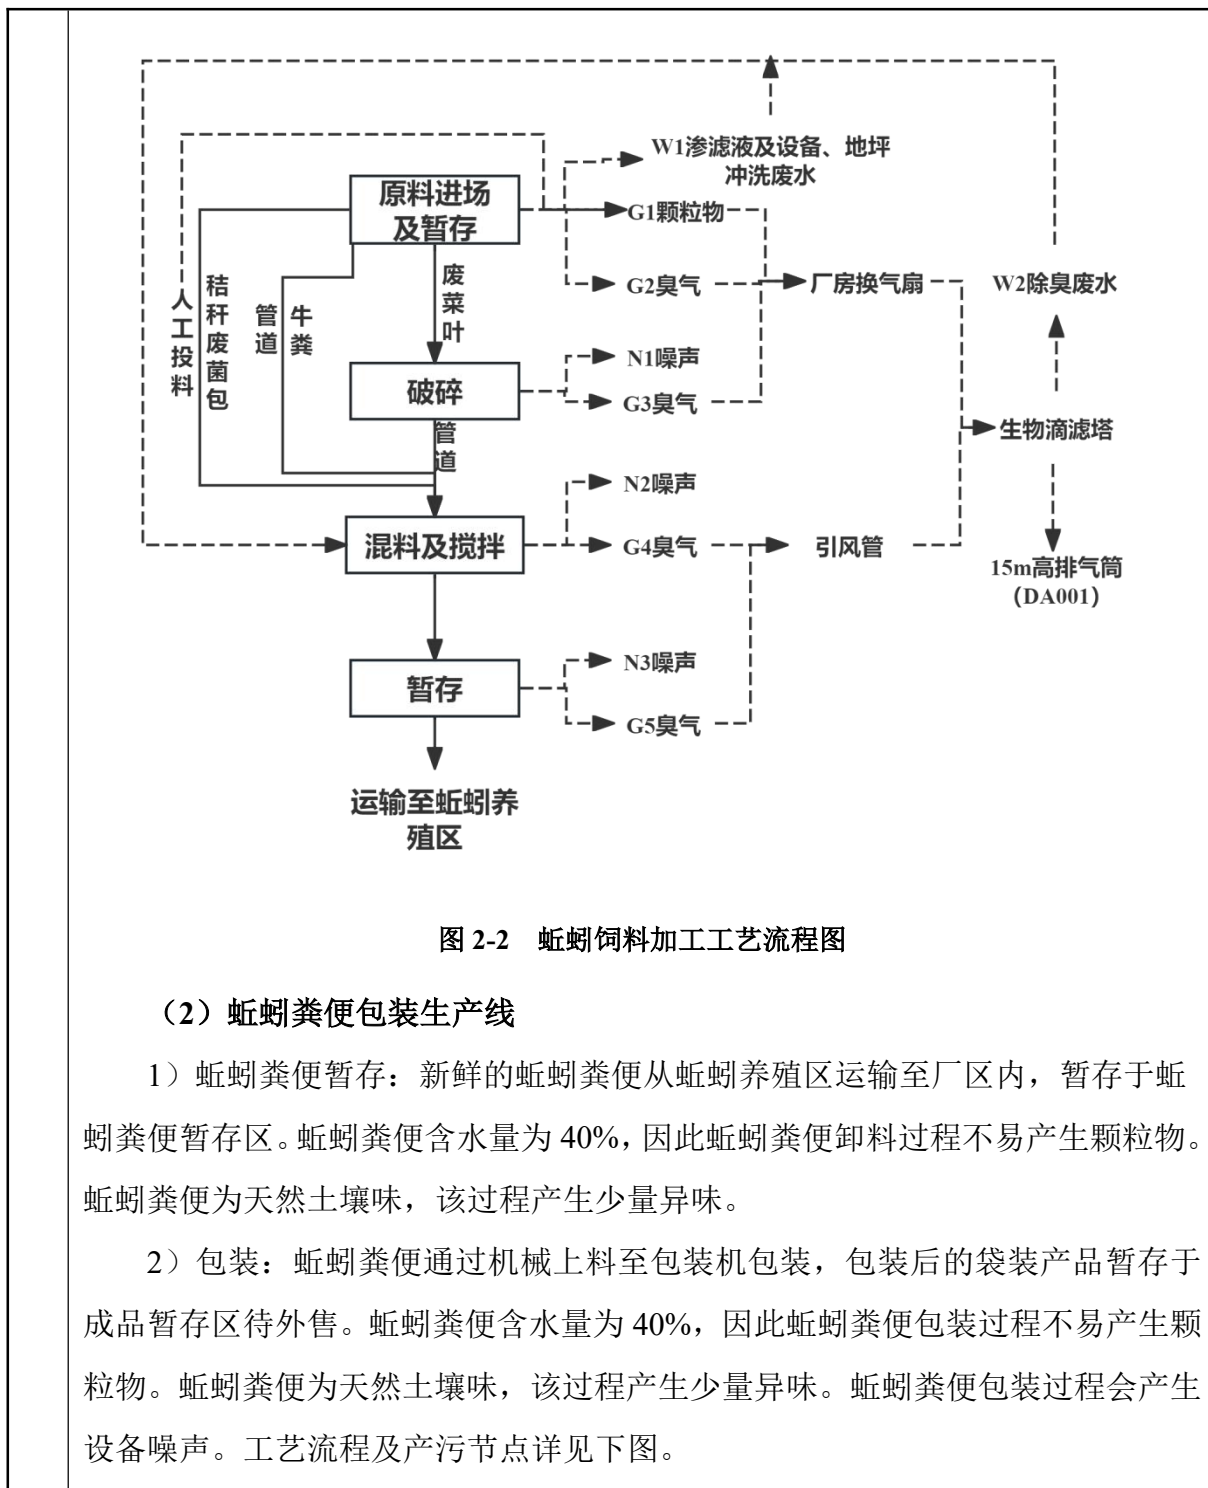 W1渗滤液及设备、地坪
冲洗废水
原料进场
及暂存
G1颗粒物
G2臭气
厂房换气扇
W2除臭废水
人工投料
秸秆废菌包
管道
牛粪
废菜叶
N1噪声
破碎
G3臭气
管道
生物滴滤塔
N2噪声
混料及搅拌
G4臭气
引风管
15m高排气筒
（DA001）
N3噪声
暂存
G5臭气
运输至蚯蚓养
殖区
图 2-2 蚯蚓饲料加工工艺流程图
（2）蚯蚓粪便包装生产线
1）蚯蚓粪便暂存：新鲜的蚯蚓粪便从蚯蚓养殖区运输至厂区内，暂存于蚯
蚓粪便暂存区。蚯蚓粪便含水量为 40%，因此蚯蚓粪便卸料过程不易产生颗粒物。
蚯蚓粪便为天然土壤味，该过程产生少量异味。
2）包装：蚯蚓粪便通过机械上料至包装机包装，包装后的袋装产品暂存于
成品暂存区待外售。蚯蚓粪便含水量为 40%，因此蚯蚓粪便包装过程不易产生颗
粒物。蚯蚓粪便为天然土壤味，该过程产生少量异味。蚯蚓粪便包装过程会产生
设备噪声。工艺流程及产污节点详见下图。